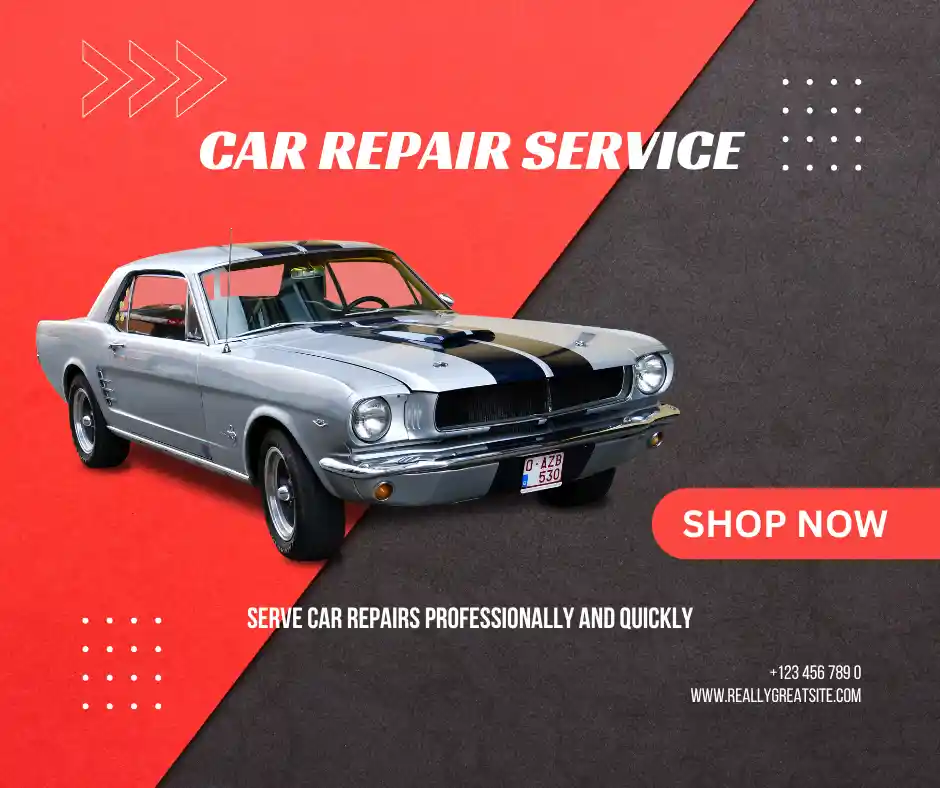 CAR REPAIR SERVICE
O-AZB
530
SHOP NOW
SERVE CAR REPAIRS PROFESSIONALLY AND QUICKLY
+123 456 789 0
WWW.REALLYGREATSITE.COM